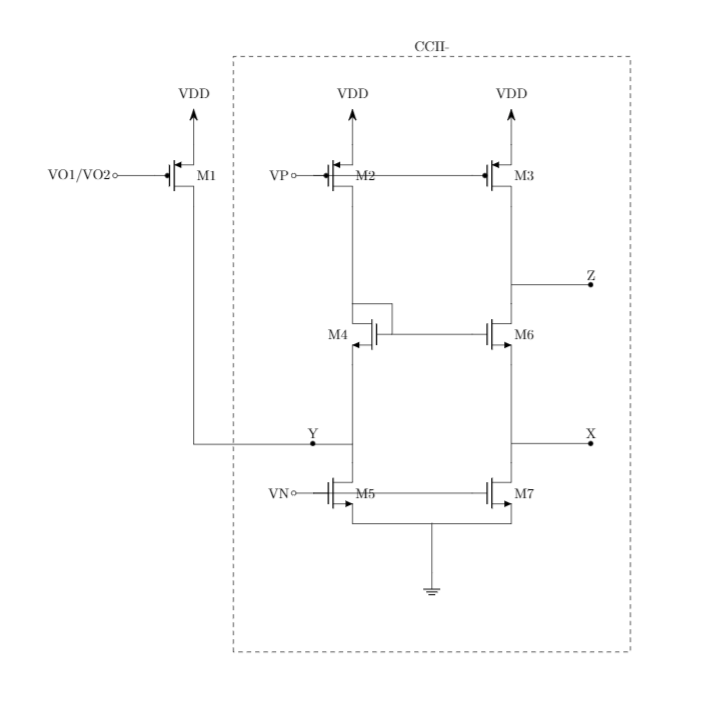 CCII-
VDD VDD VDD
VO1/VO2 M1 VP M2 M3
Z
M4 M6
Y X
VN M5 M7